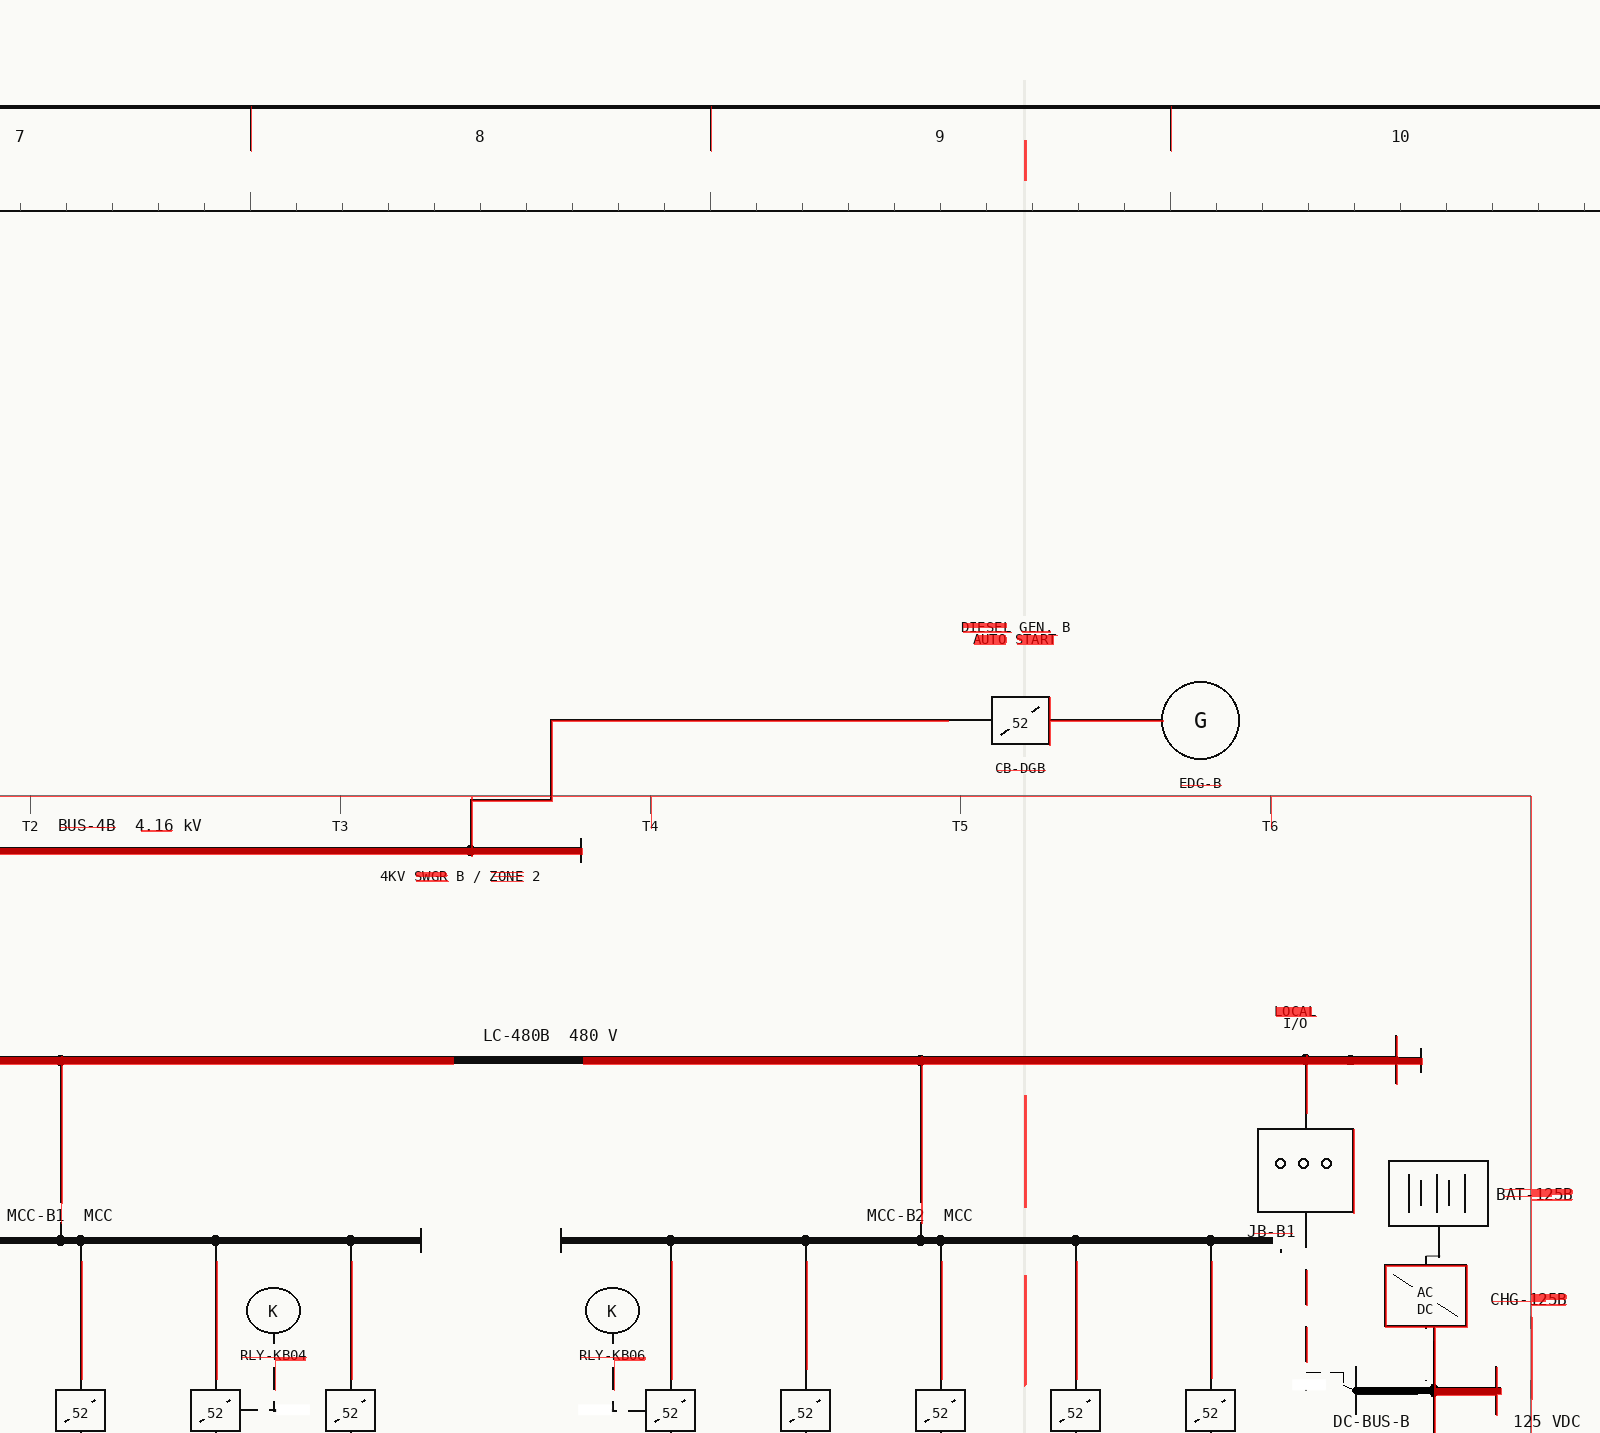 7 8 9 10
DIESEL GEN. B
AUTO START
52
G
CB-DGB
EDG-B
T2 T3 T4 T5 T6
BUS-4B 4.16 kV
4KV SWGR B / ZONE 2
LOCAL
I/O
LC-480B 480 V
BAT-125B
MCC-B1 MCC
MCC-B2 MCC
JB-B1
AC
DC
CHG-125B
K K
RLY-KB04 RLY-KB06
52 52 52 52 52 52 52 52
DC-BUS-B 125 VDC